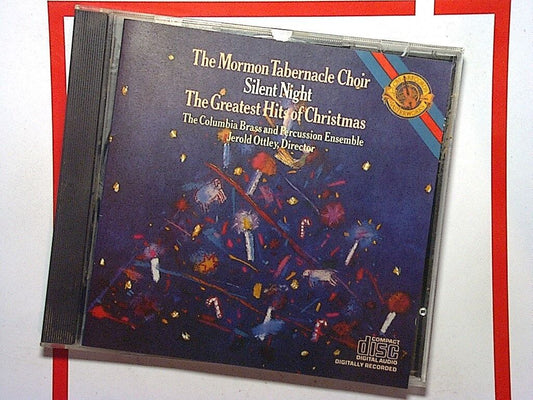 The Mormon Tabernacle Choir
Silent Night
The Greatest Hits of Christmas
The Columbia Brass and Percussion Ensemble
Jerold Ottley, Director
COMPACT
disc
DIGITAL AUDIO
DIGITALLY RECORDED